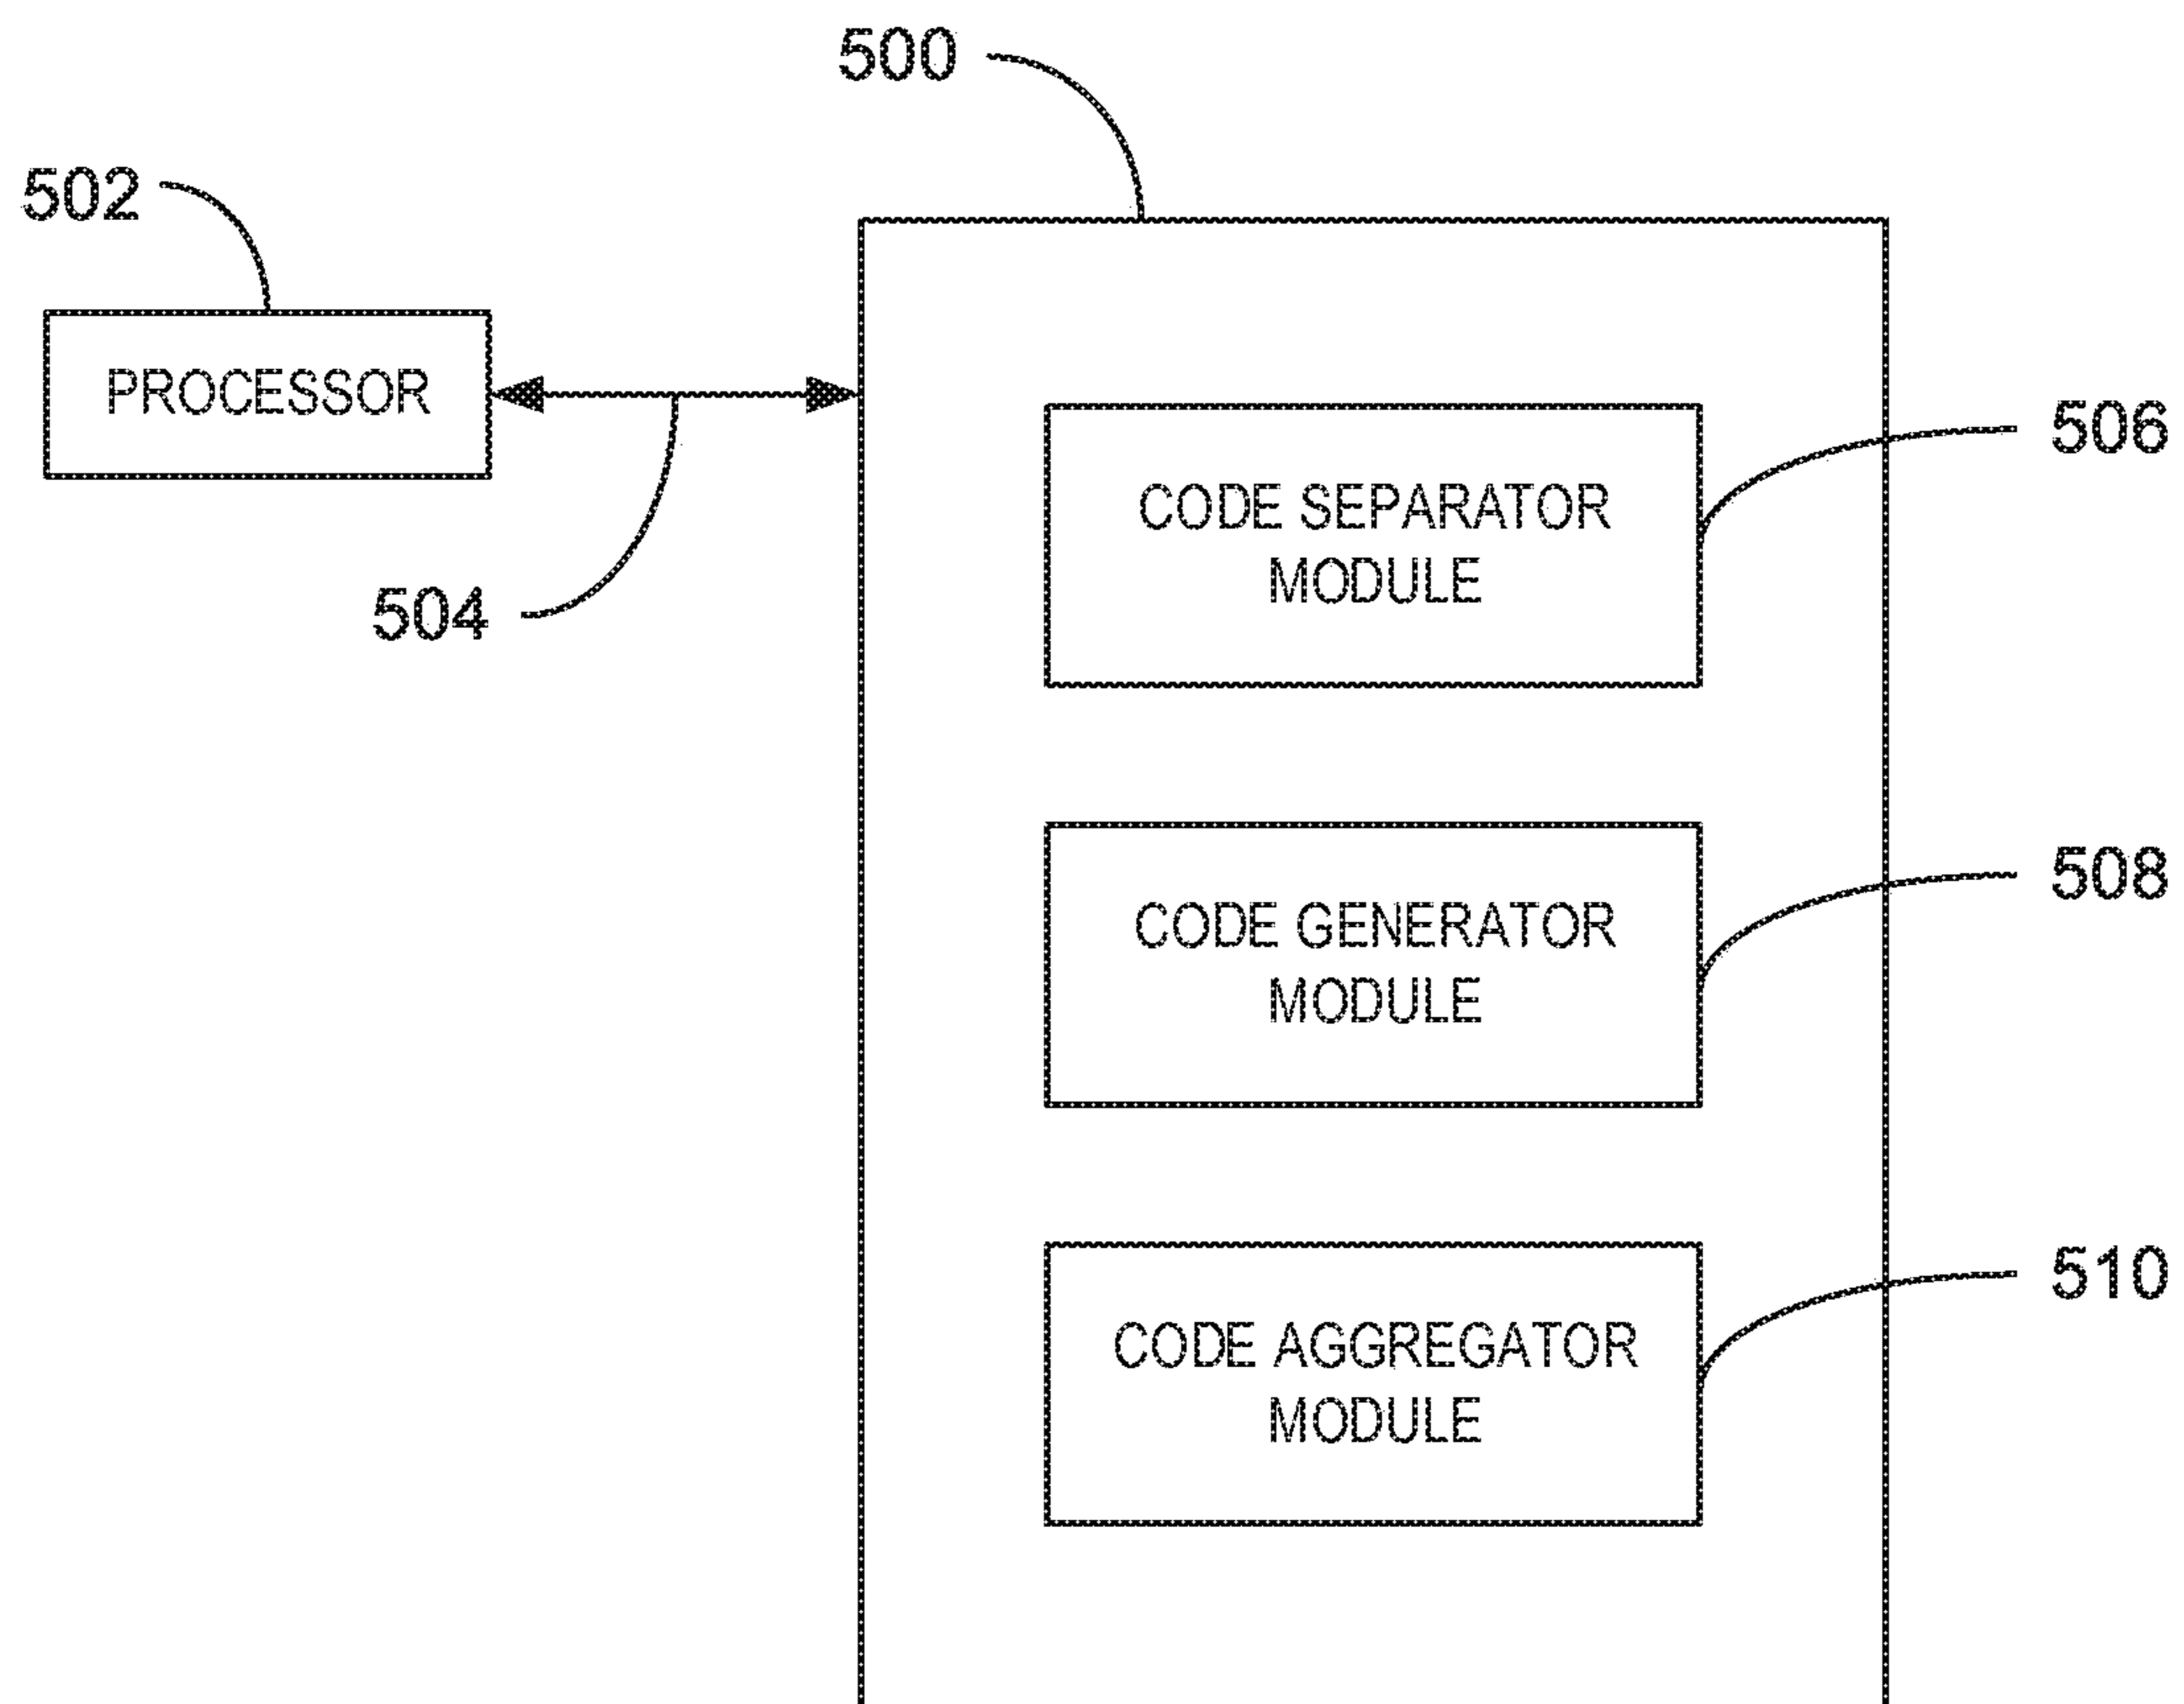 500
502
PROCESSOR
504
CODE SEPARATOR
MODULE
506
CODE GENERATOR
MODULE
508
CODE AGGREGATOR
MODULE
510